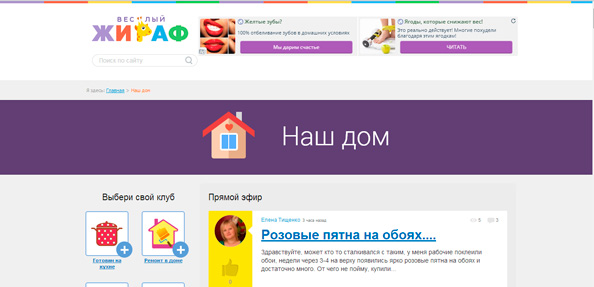 ВЕСЕЛЫЙ
ЖИРАФ
Поиск по сайту
Желтые зубы?
100% отбеливание зубов в домашних условиях
Мы дарим счастье
Ягоды, которые снижают вес!
Это реально действует! Многие похудели
благодаря этим ягодкам!
ЧИТАТЬ
Я здесь: Главная > Наш дом
Наш дом
Выбери свой клуб
Готовим на
кухне
Ремонт в доме
Прямой эфир
Елена Тещенко 3 часа назад
5
3
Розовые пятна на обоях....
Здравствуйте, может кто то сталкивался с таким, у меня рабочие поклеили
обои, недели через 3-4 на верху появились ярко розовые пятна на обоях и
достаточно много. От чего не пойму, купили...
0